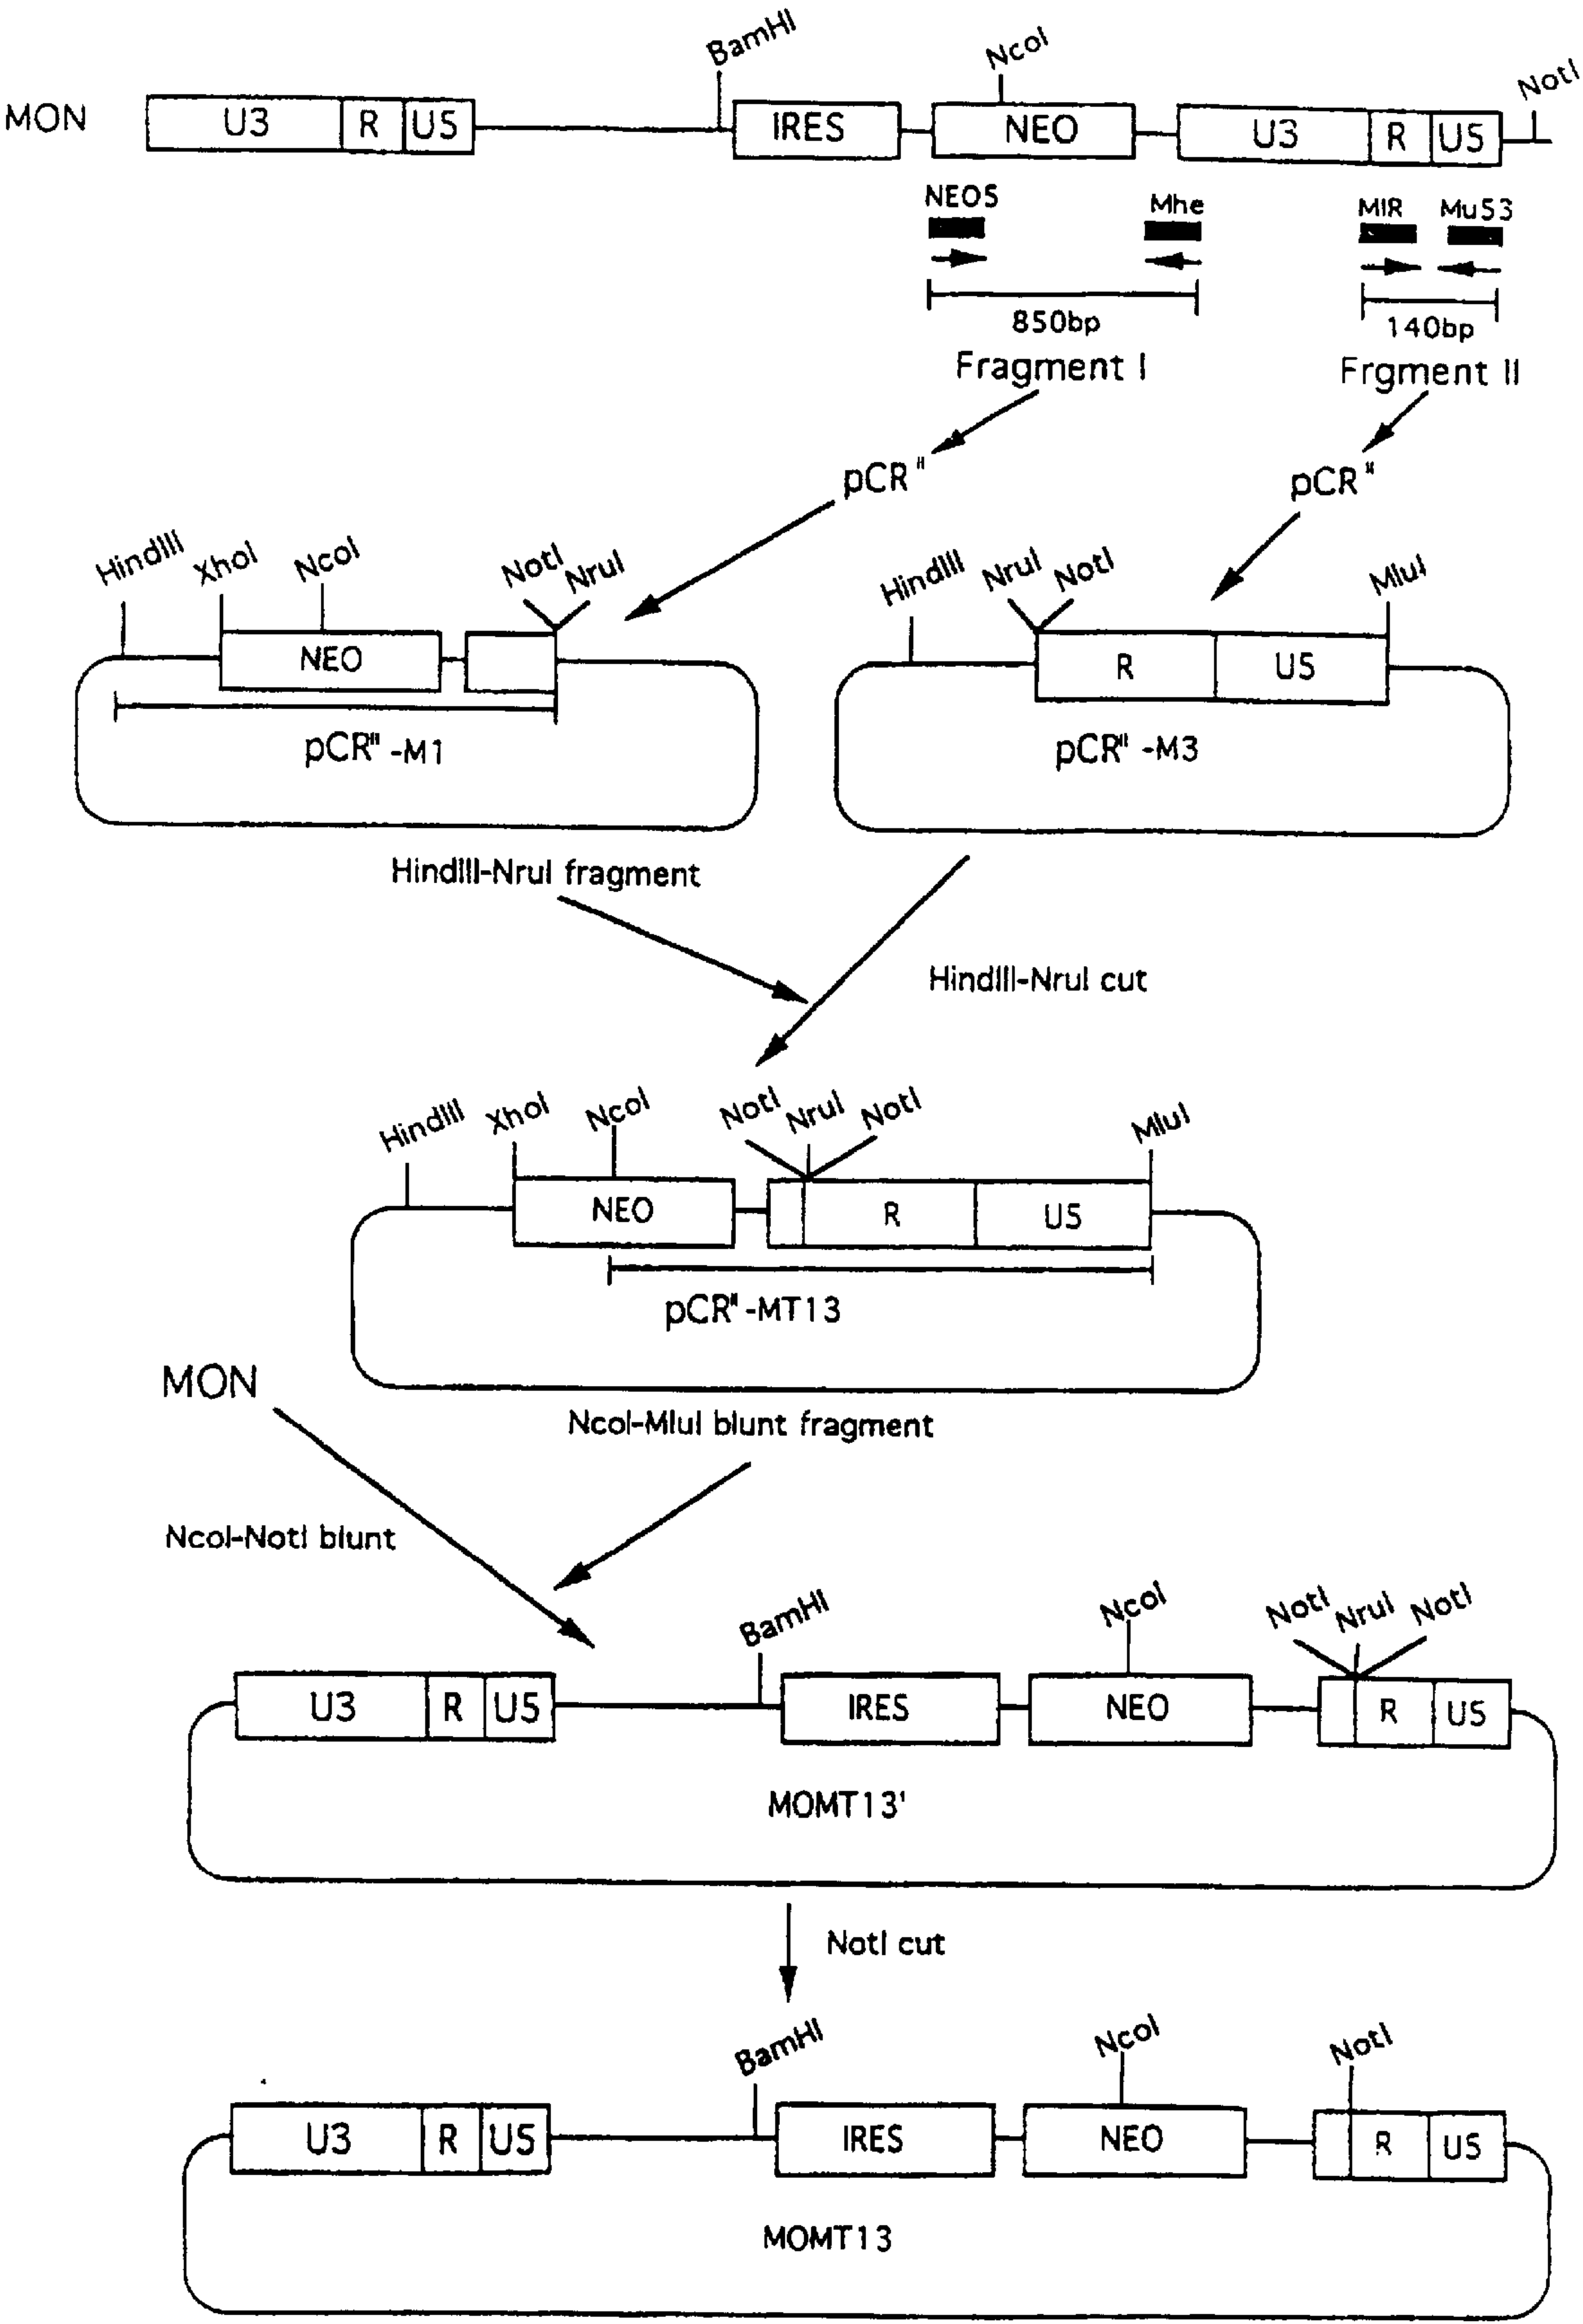 BamHI
NcoI
NotI
MON
U3
R
U5
IRES
NEO
U3
R
U5
NEO5
Mhe
MIR
Mu53
850bp
140bp
Fragment I
Frgment II
pCR"
pCR"
HindIII
XhoI
NcoI
NotI
NruI
HindIII
NruI
NotI
MluI
NEO
R
U5
pCR"-M1
pCR"-M3
HindIII-NruI fragment
HindIII-NruI cut
HindIII
XhoI
NcoI
NotI
NruI
NotI
MluI
NEO
R
U5
pCR"-MT13
MON
NcoI-MluI blunt fragment
NcoI-NotI blunt
BamHI
NcoI
NotI
NruI
NotI
U3
R
U5
IRES
NEO
R
U5
MOMT13'
NotI cut
BamHI
NcoI
NotI
U3
R
U5
IRES
NEO
R
U5
MOMT13